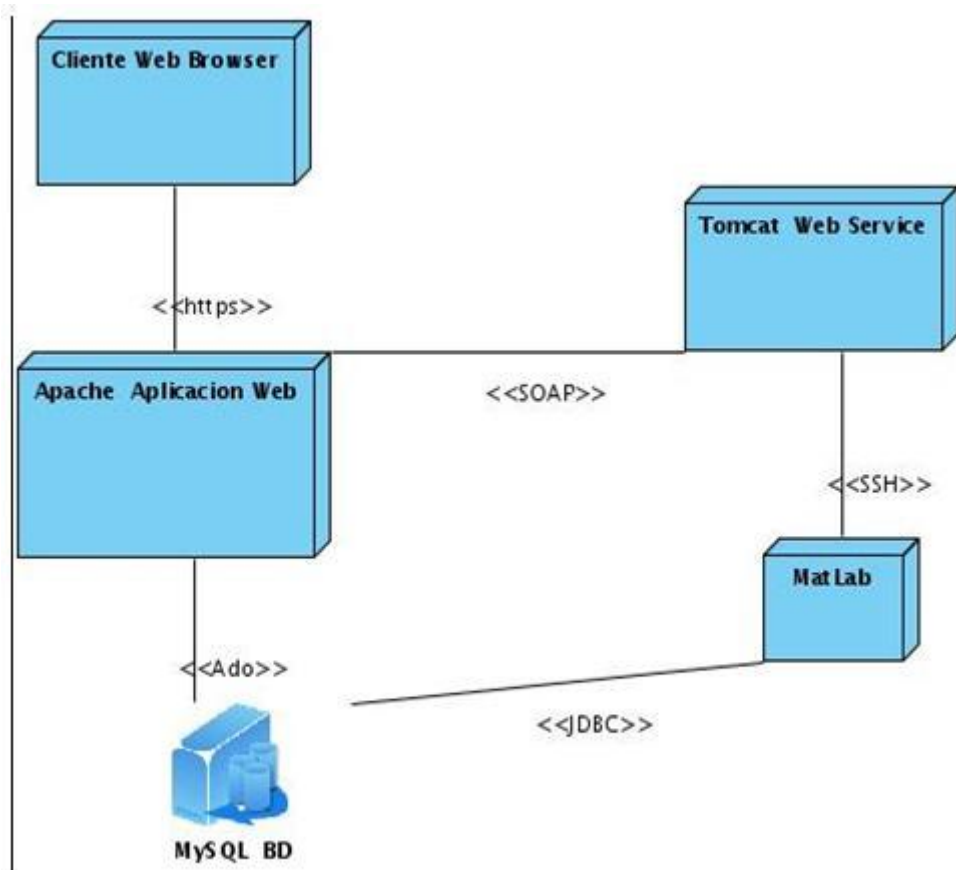 Cliente Web Browser
Tomcat Web Service
<<https>>
Apache Aplicacion Web
<<SOAP>>
<<SSH>>
MatLab
<<Ado>>
<<JDBC>>
MySQL BD